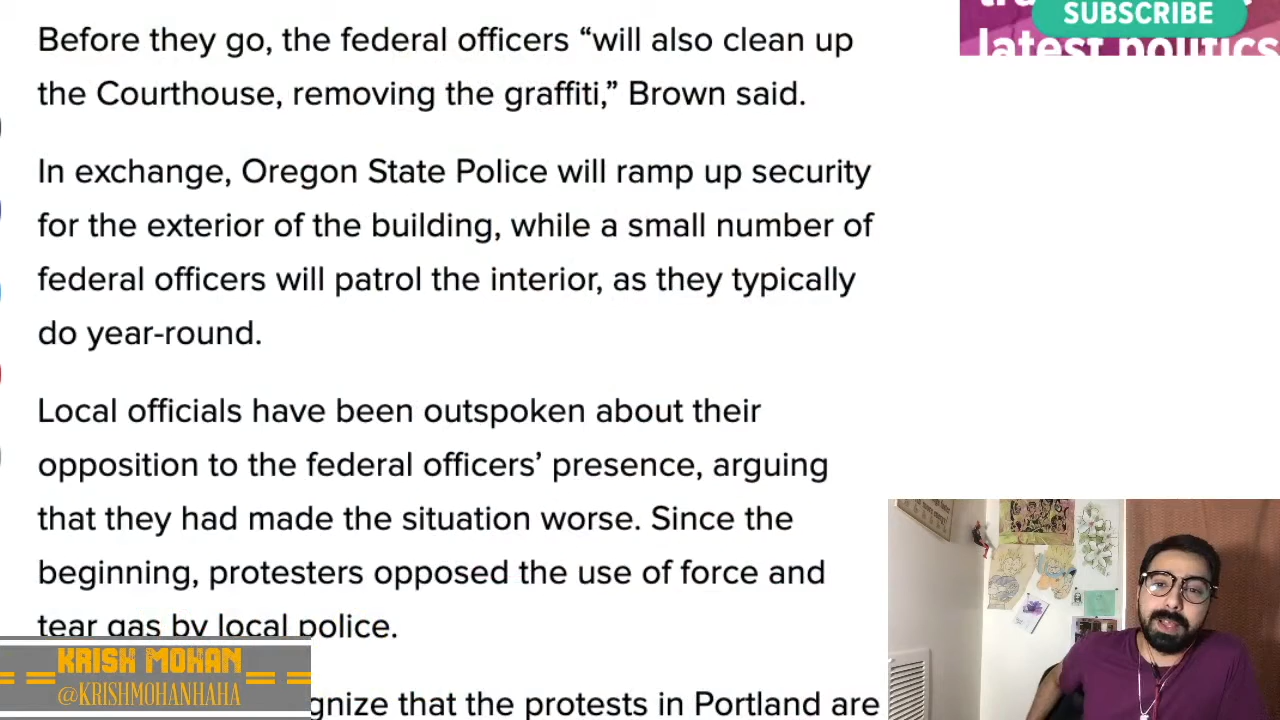 SUBSCRIBE
latest politics
Before they go, the federal officers “will also clean up
the Courthouse, removing the graffiti,” Brown said.
In exchange, Oregon State Police will ramp up security
for the exterior of the building, while a small number of
federal officers will patrol the interior, as they typically
do year-round.
Local officials have been outspoken about their
opposition to the federal officers’ presence, arguing
that they had made the situation worse. Since the
beginning, protesters opposed the use of force and
tear gas by local police.
KRISH MOHAN
@KRISHMOHANHAHA
that the protests in Portland are